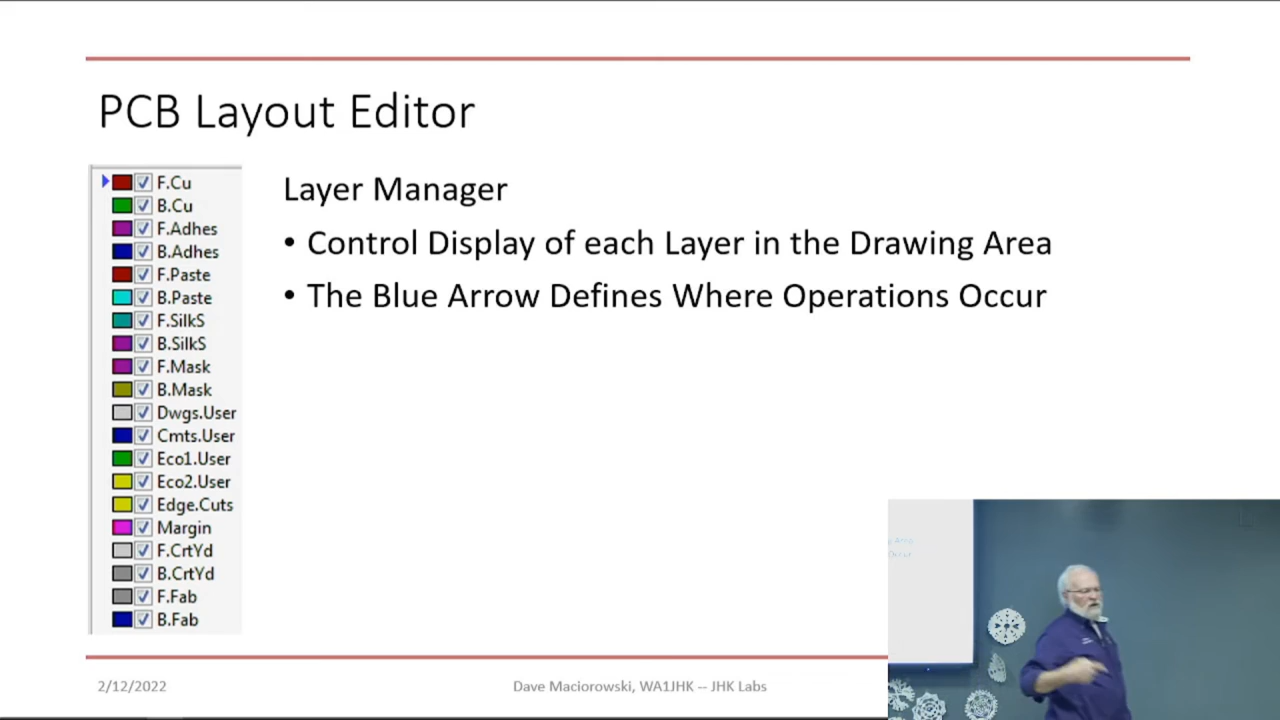 PCB Layout Editor
F.Cu
B.Cu
F.Adhes
B.Adhes
F.Paste
B.Paste
F.SilkS
B.SilkS
F.Mask
B.Mask
Dwgs.User
Cmts.User
Eco1.User
Eco2.User
Edge.Cuts
Margin
F.CrtYd
B.CrtYd
F.Fab
B.Fab
Layer Manager
• Control Display of each Layer in the Drawing Area
• The Blue Arrow Defines Where Operations Occur
Area
Occur
2/12/2022
Dave Maciorowski, WA1JHK -- JHK Labs